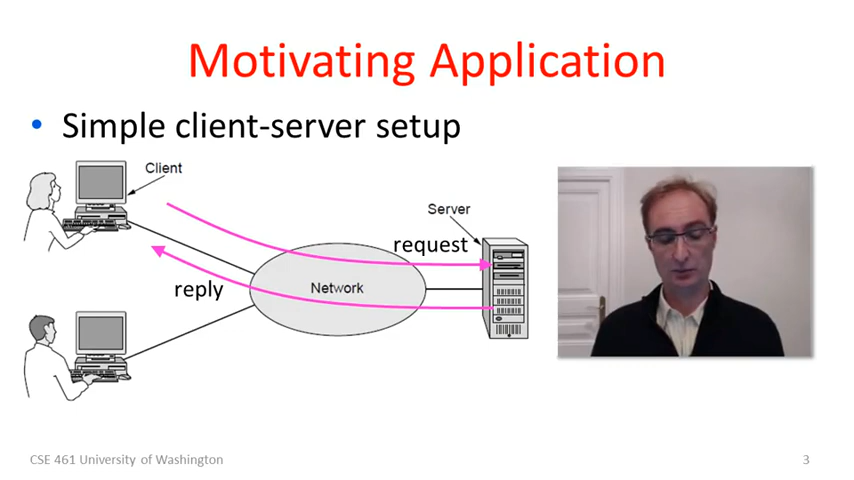 Motivating Application
• Simple client-server setup
Client
Server
request
Network
reply
CSE 461 University of Washington
3